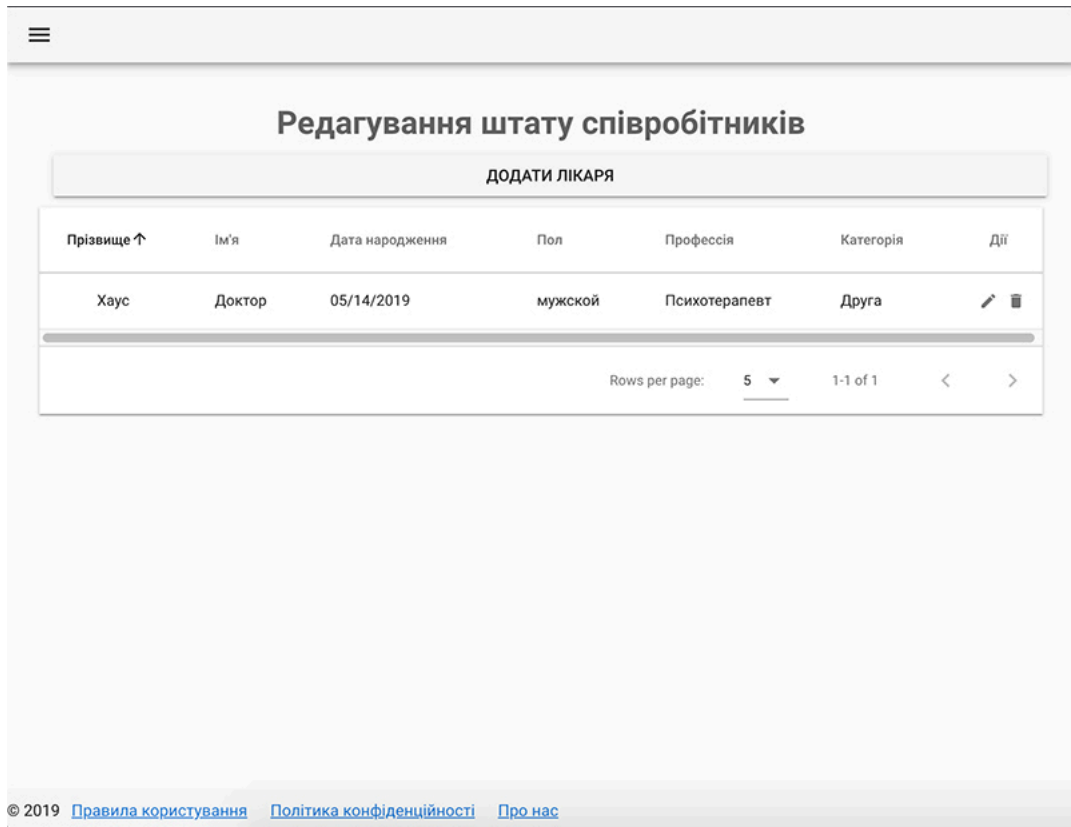 Редагування штату співробітників
ДОДАТИ ЛІКАРЯ
Прізвище Ім'я Дата народження Пол Профессія Категорія Дії
Хаус Доктор 05/14/2019 мужской Психотерапевт Друга
Rows per page: 5 1-1 of 1
© 2019 Правила користування Політика конфіденційності Про нас